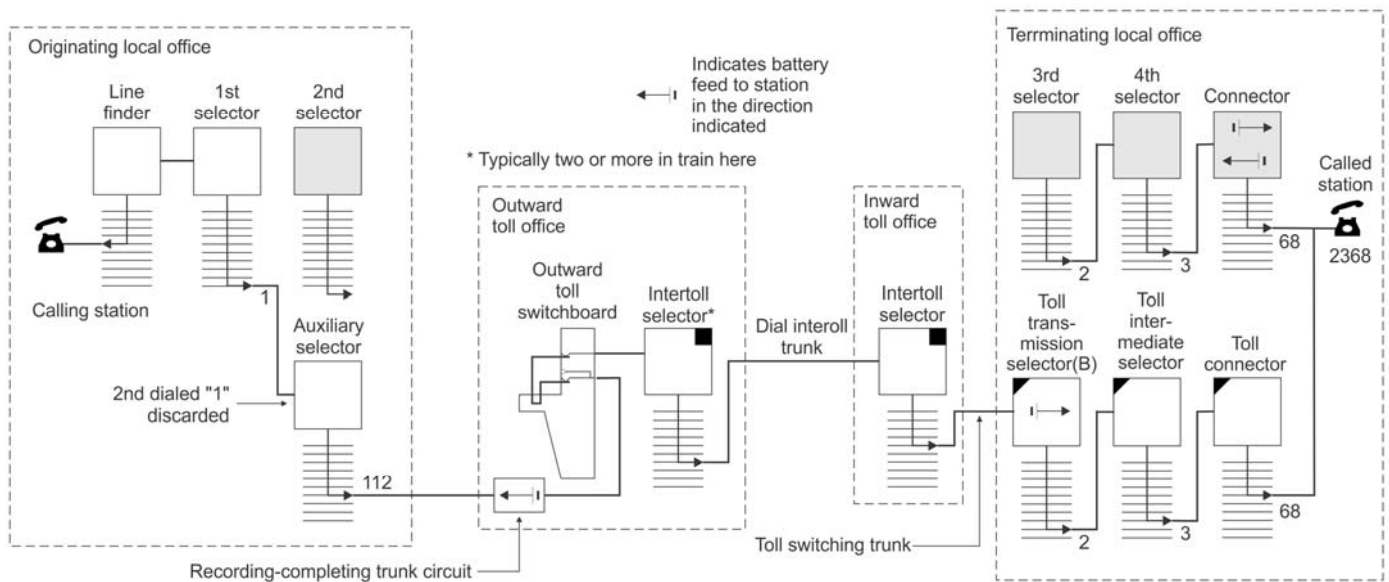 Originating local office
Line
finder
1st
selector
2nd
selector
Calling station
1
Auxiliary
selector
2nd dialed "1"
discarded
112
Recording-completing trunk circuit
Indicates battery
feed to station
in the direction
indicated
* Typically two or more in train here
Outward
toll office
Outward
toll
switchboard
Intertoll
selector*
Dial interoll
trunk
Inward
toll office
Intertoll
selector
Toll switching trunk
Terrminating local office
3rd
selector
4th
selector
Connector
Called
station
2
3
68
2368
Toll
trans-
mission
selector(B)
Toll
inter-
mediate
selector
Toll
connector
2
3
68